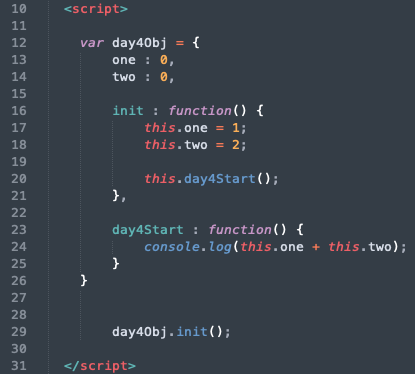 10 <script>
11
12 var day4Obj = {
13 one : 0,
14 two : 0,
15
16 init : function() {
17 this.one = 1;
18 this.two = 2;
19
20 this.day4Start();
21 },
22
23 day4Start : function() {
24 console.log(this.one + this.two);
25 }
26 }
27
28
29 day4Obj.init();
30
31 </script>